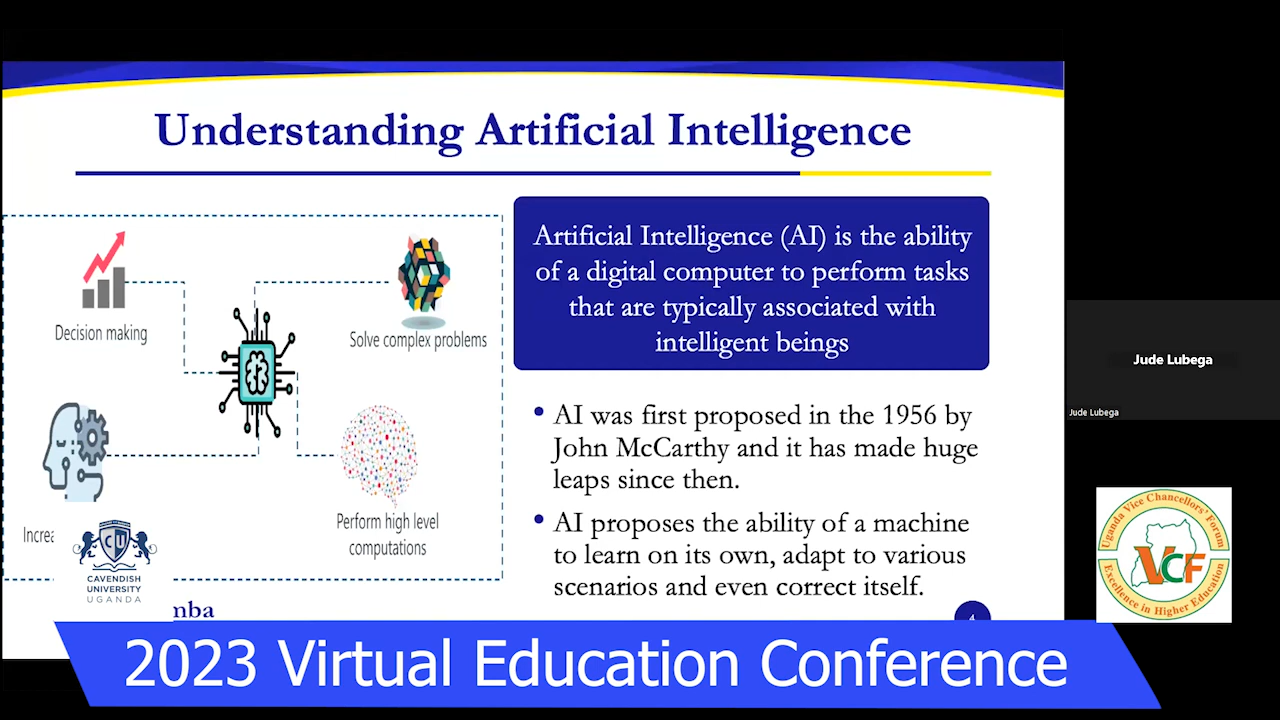 Understanding Artificial Intelligence
Decision making
Solve complex problems
Perform high level
computations
Artificial Intelligence (AI) is the ability
of a digital computer to perform tasks
that are typically associated with
intelligent beings
• AI was first proposed in the 1956 by
John McCarthy and it has made huge
leaps since then.
• AI proposes the ability of a machine
to learn on its own, adapt to various
scenarios and even correct itself.
CU
CAVENDISH
UNIVERSITY
UGANDA
2023 Virtual Education Conference
Jude Lubega
Jude Lubega
Uganda Vice Chancellors' Forum
VCF
Excellence in Higher Education